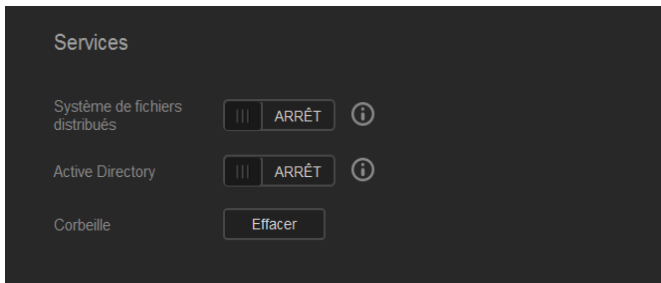 Services
Système de fichiers
distribués
ARRÊT
Active Directory
ARRÊT
Corbeille
Effacer